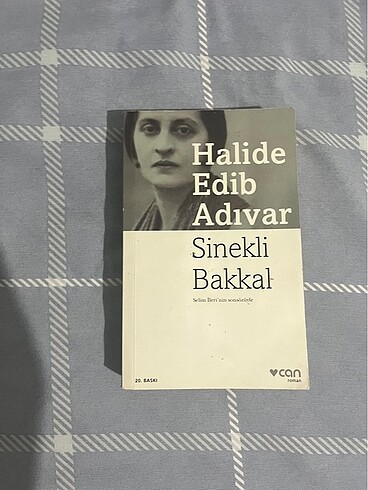 Halide
Edib
Adıvar
Sinekli
Bakkal
Selim İleri'nin sonsözüyle
20. BASKI
can
roman